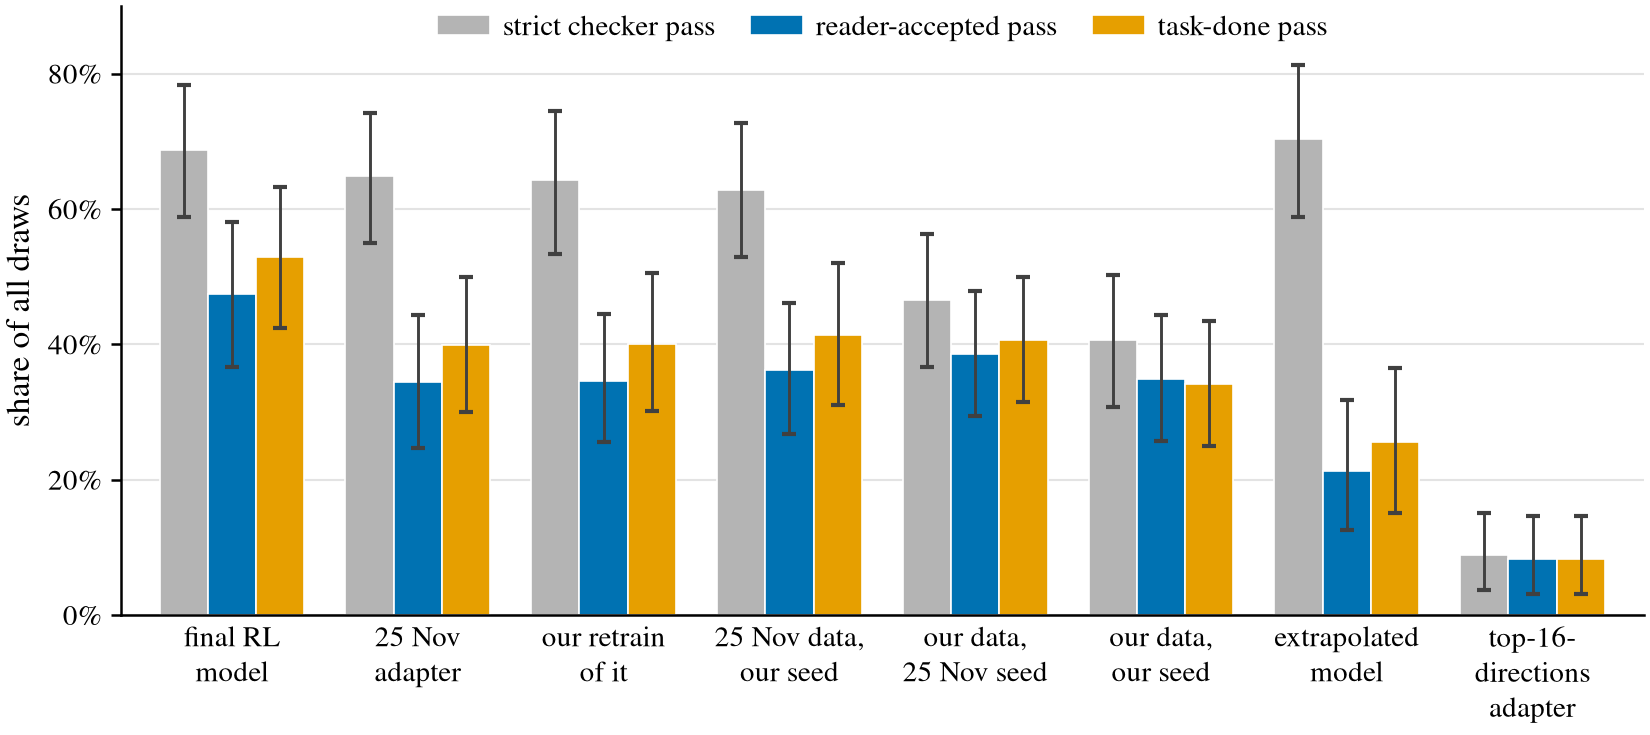 strict checker pass
reader-accepted pass
task-done pass
share of all draws
80%
60%
40%
20%
0%
final RL
model
25 Nov
adapter
our retrain
of it
25 Nov data,
our seed
our data,
25 Nov seed
our data,
our seed
extrapolated
model
top-16-
directions
adapter